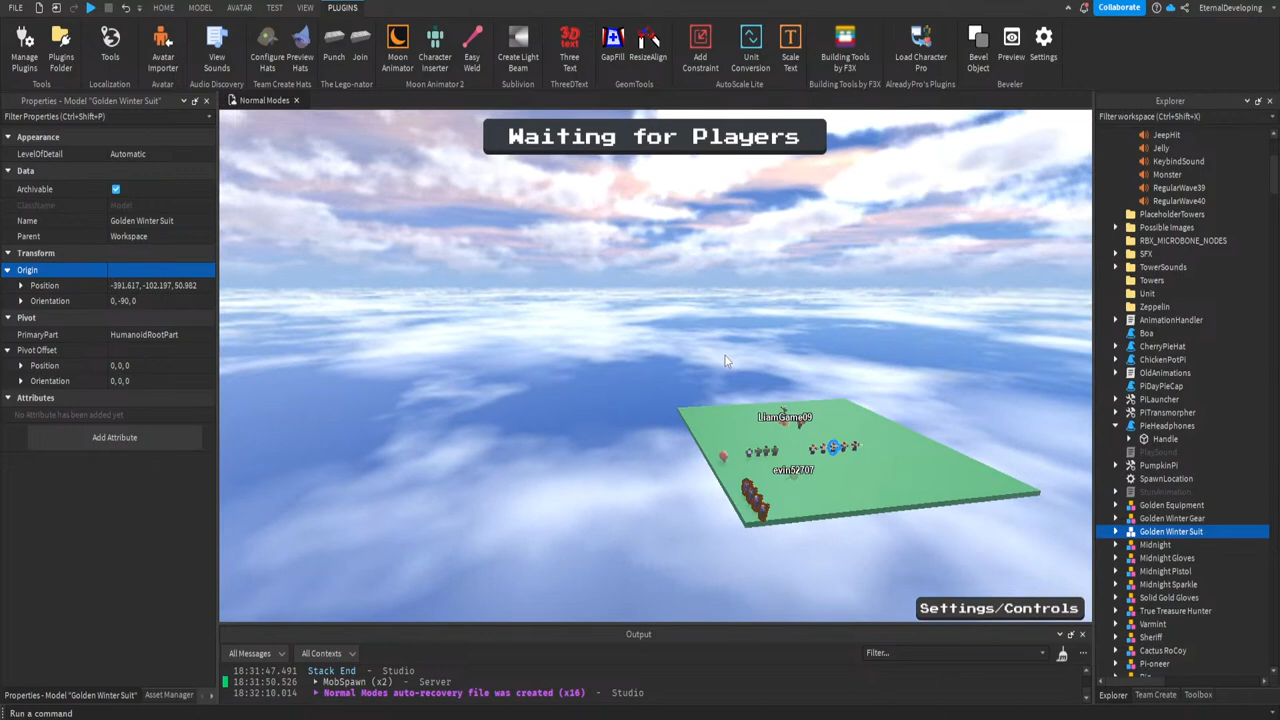 FILE HOME MODEL AVATAR TEST VIEW PLUGINS Collaborate EternalDeveloping
Manage Plugins Plugins Folder Tools Avatar Importer View Sounds Configure Hats Preview Hats Punch Join Moon Animator Character Inserter Easy Weld Create Light Beam Three Text GapFill ResizeAlign Add Constraint Unit Conversion Scale Text Building Tools by F3X Load Character Pro Bevel Object Preview Settings
3D TEXT
Tools Localization Avatar Audio Discovery Team Create Hats The Lego-nator Moon Animator 2 Sublivion ThreeDText GeomTools AutoScale Lite Building Tools by F3X AlreadyPro's Plugins Beveler
Properties - Model "Golden Winter Suit"
Filter Properties (Ctrl+Shift+P)
Appearance
LevelOfDetail Automatic
Data
Archivable
ClassName Model
Name Golden Winter Suit
Parent Workspace
Transform
Origin
Position -391.617, -102.197, 50.982
Orientation 0, -90, 0
Pivot
PrimaryPart HumanoidRootPart
Pivot Offset
Position 0, 0, 0
Orientation 0, 0, 0
Attributes
No Attribute has been added yet
Add Attribute
Properties - Model "Golden Winter Suit" Asset Manager
Run a command
Normal Modes
Waiting for Players
LiamGame09
evin52707
Settings/Controls
Output
All Messages All Contexts Filter...
18:31:47.491 Stack End - Studio
18:31:50.526 MobSpawn (x2) - Server
18:32:10.014 Normal Modes auto-recovery file was created (x16) - Studio
Explorer
Filter workspace (Ctrl+Shift+X)
JeepHit
Jelly
KeybindSound
Monster
RegularWave39
RegularWave40
PlaceholderTowers
Possible Images
RBX_MICROBONE_NODES
SFX
TowerSounds
Towers
Unit
Zeppelin
AnimationHandler
Boa
CherryPieHat
ChickenPotPi
OldAnimations
PiDayPieCap
PiLauncher
PiTransmorpher
PieHeadphones
Handle
PlaySound
PumpkinPi
SpawnLocation
StunAnimation
Golden Equipment
Golden Winter Gear
Golden Winter Suit
Midnight
Midnight Gloves
Midnight Pistol
Midnight Sparkle
Solid Gold Gloves
True Treasure Hunter
Varmint
Sheriff
Cactus RoCoy
PI-oneer
Explorer Team Create Toolbox